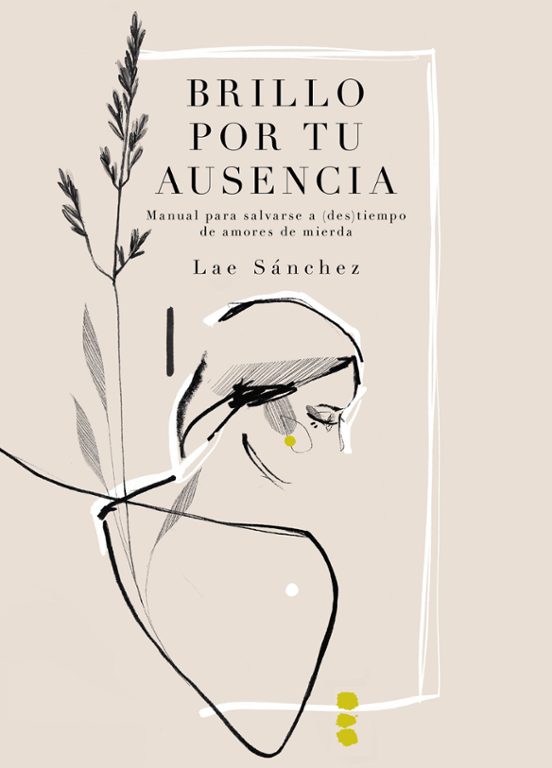 BRILLO
POR TU
AUSENCIA
Manual para salvarse a (des)tiempo
de amores de mierda
Lae Sánchez